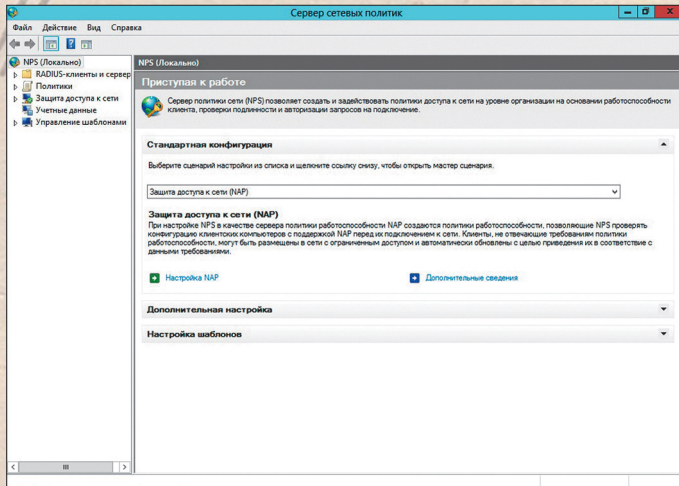 Сервер сетевых политик
Файл Действие Вид Справка
NPS (Локально)
RADIUS-клиенты и сервер
Политики
Защита доступа к сети
Учетные данные
Управление шаблонами
NPS (Локально)
Приступая к работе
Сервер политики сети (NPS) позволяет создать и задействовать политики доступа к сети на уровне организации на основании работоспособности
клиента, проверки подлинности и авторизации запросов на подключение.
Стандартная конфигурация
Выберите сценарий настройки из списка и щелкните ссылку снизу, чтобы открыть мастер сценария.
Защита доступа к сети (NAP)
Защита доступа к сети (NAP)
При настройке NPS в качестве сервера политики работоспособности NAP создаются политики работоспособности, позволяющие NPS проверять
конфигурацию клиентских компьютеров с поддержкой NAP перед их подключением к сети. Клиенты, не отвечающие требованиям политики
работоспособности, могут быть размещены в сети с ограниченным доступом и автоматически обновлены с целью приведения их в соответствие с
данными требованиями.
Настройка NAP
Дополнительные сведения
Дополнительная настройка
Настройка шаблонов